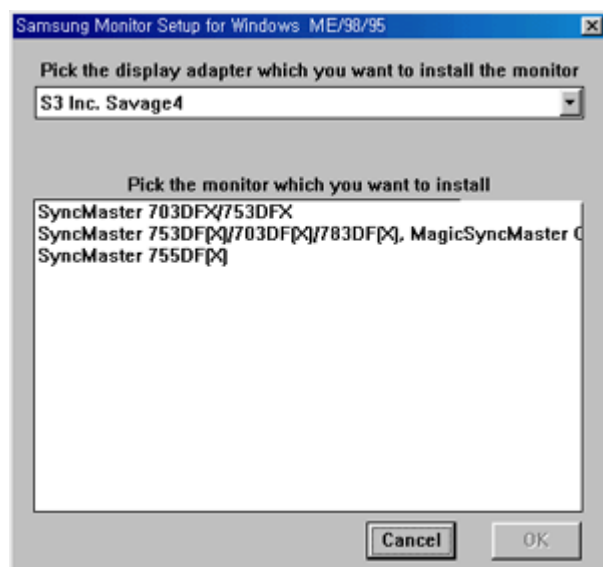 Samsung Monitor Setup for Windows ME/98/95
Pick the display adapter which you want to install the monitor
S3 Inc. Savage4
Pick the monitor which you want to install
SyncMaster 703DFX/753DFX
SyncMaster 753DF[X]/703DF[X]/783DF[X], MagicSyncMaster
SyncMaster 755DF[X]
Cancel
OK